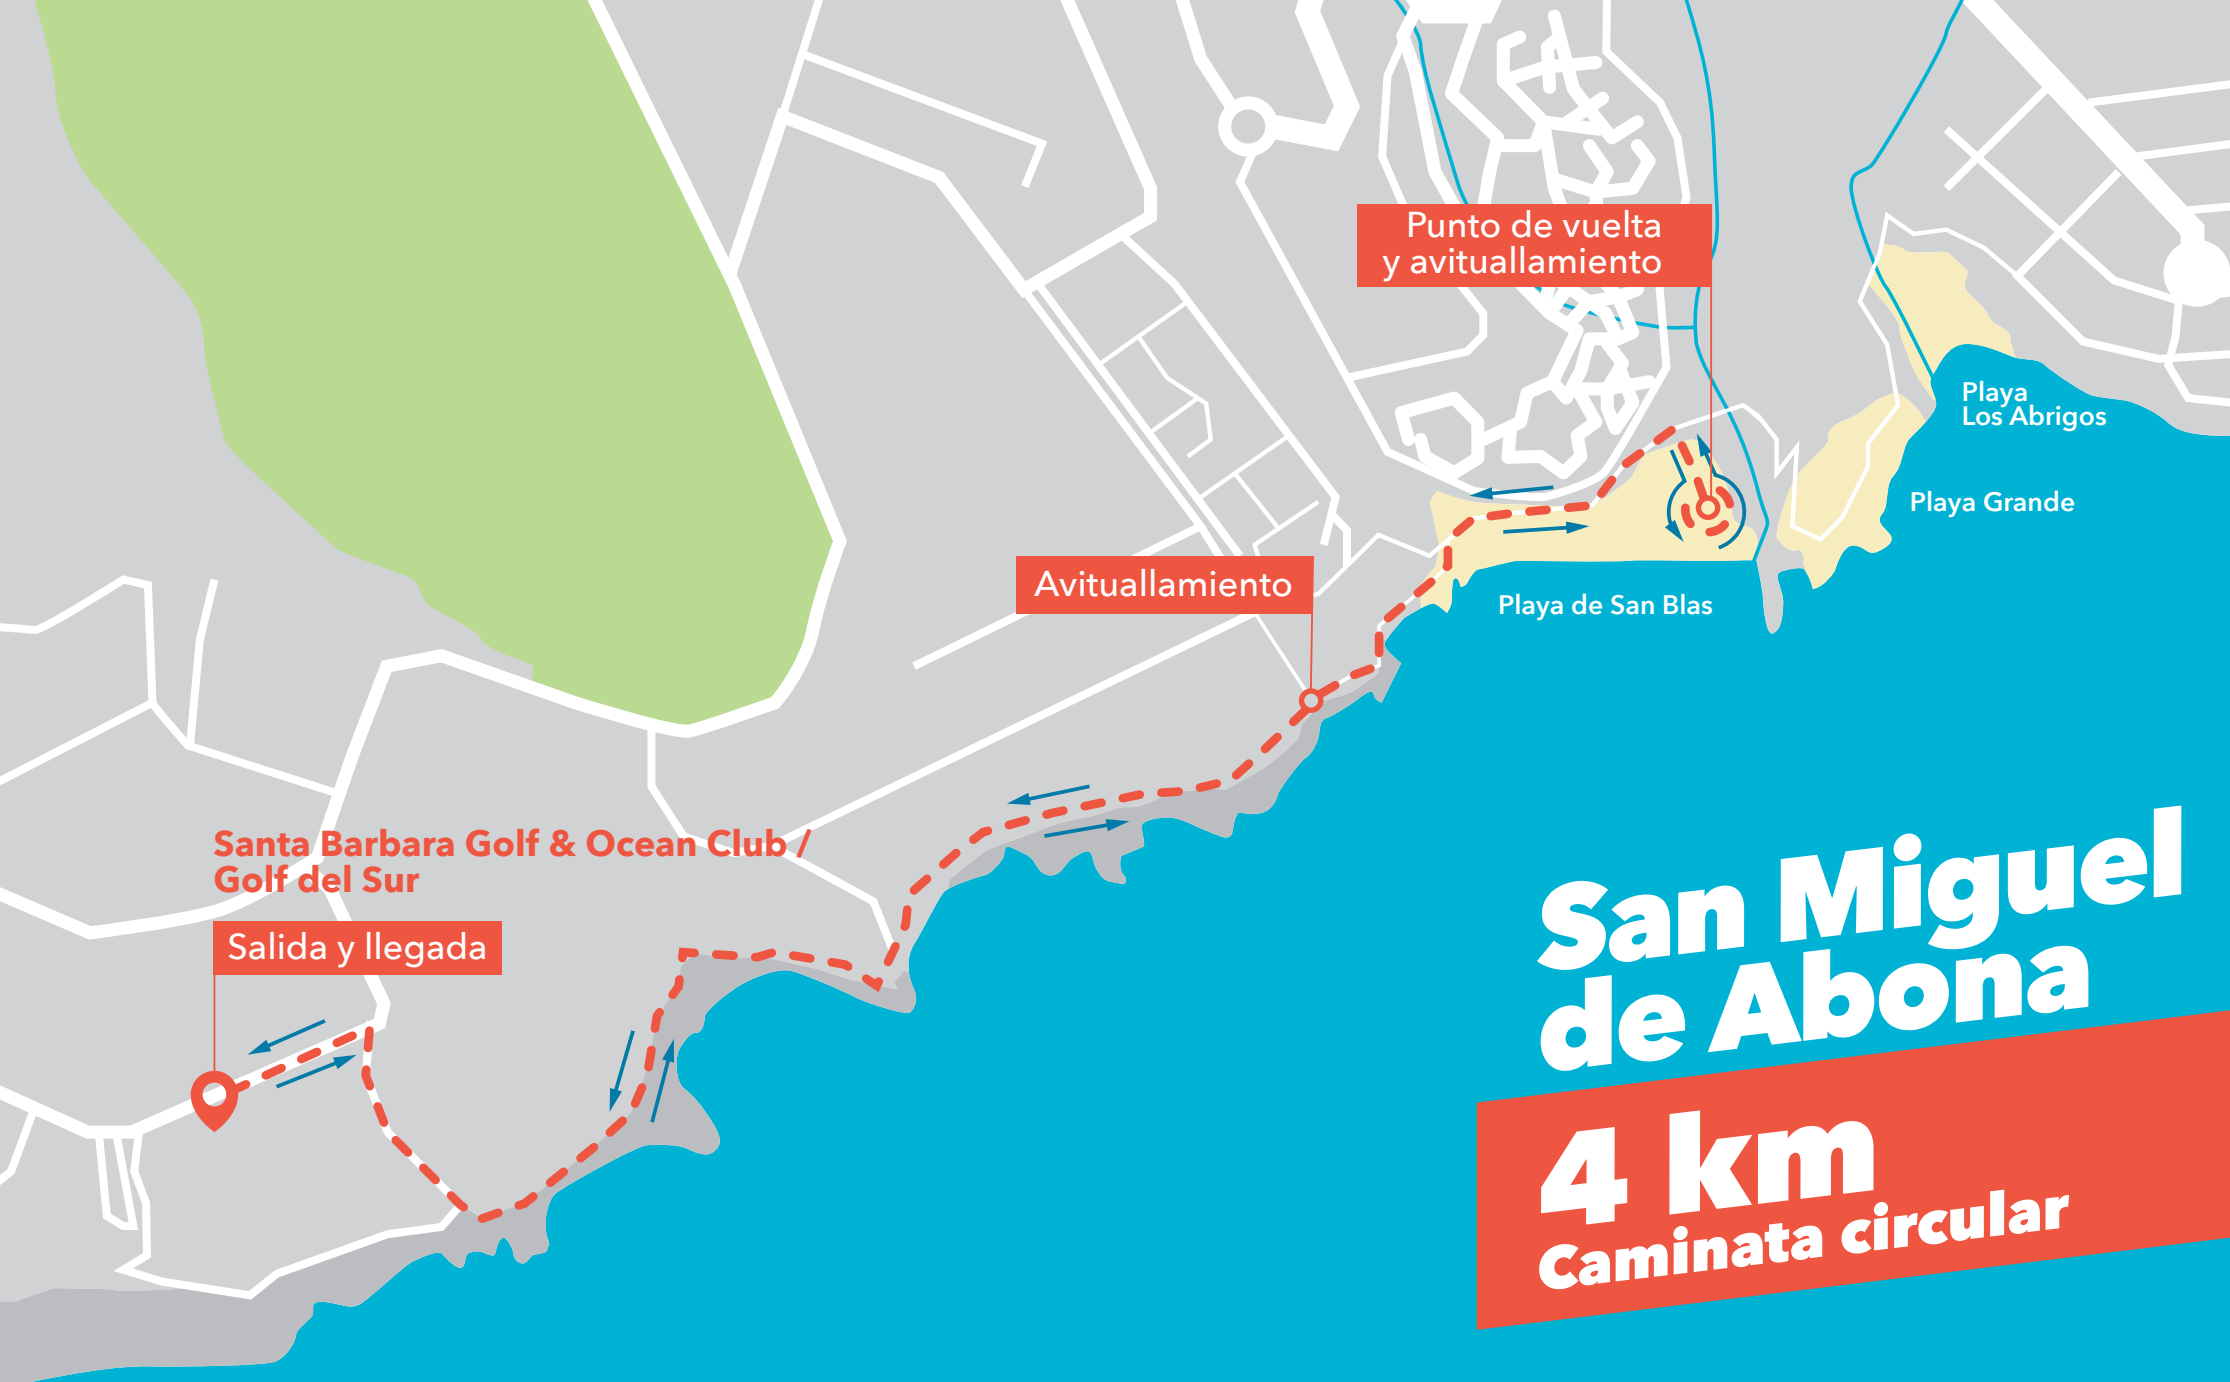 Punto de vuelta
y avituallamiento
Playa
Los Abrigos
Playa Grande
Avituallamiento
Playa de San Blas
Santa Barbara Golf & Ocean Club /
Golf del Sur
Salida y llegada
San Miguel
de Abona
4 km
Caminata circular